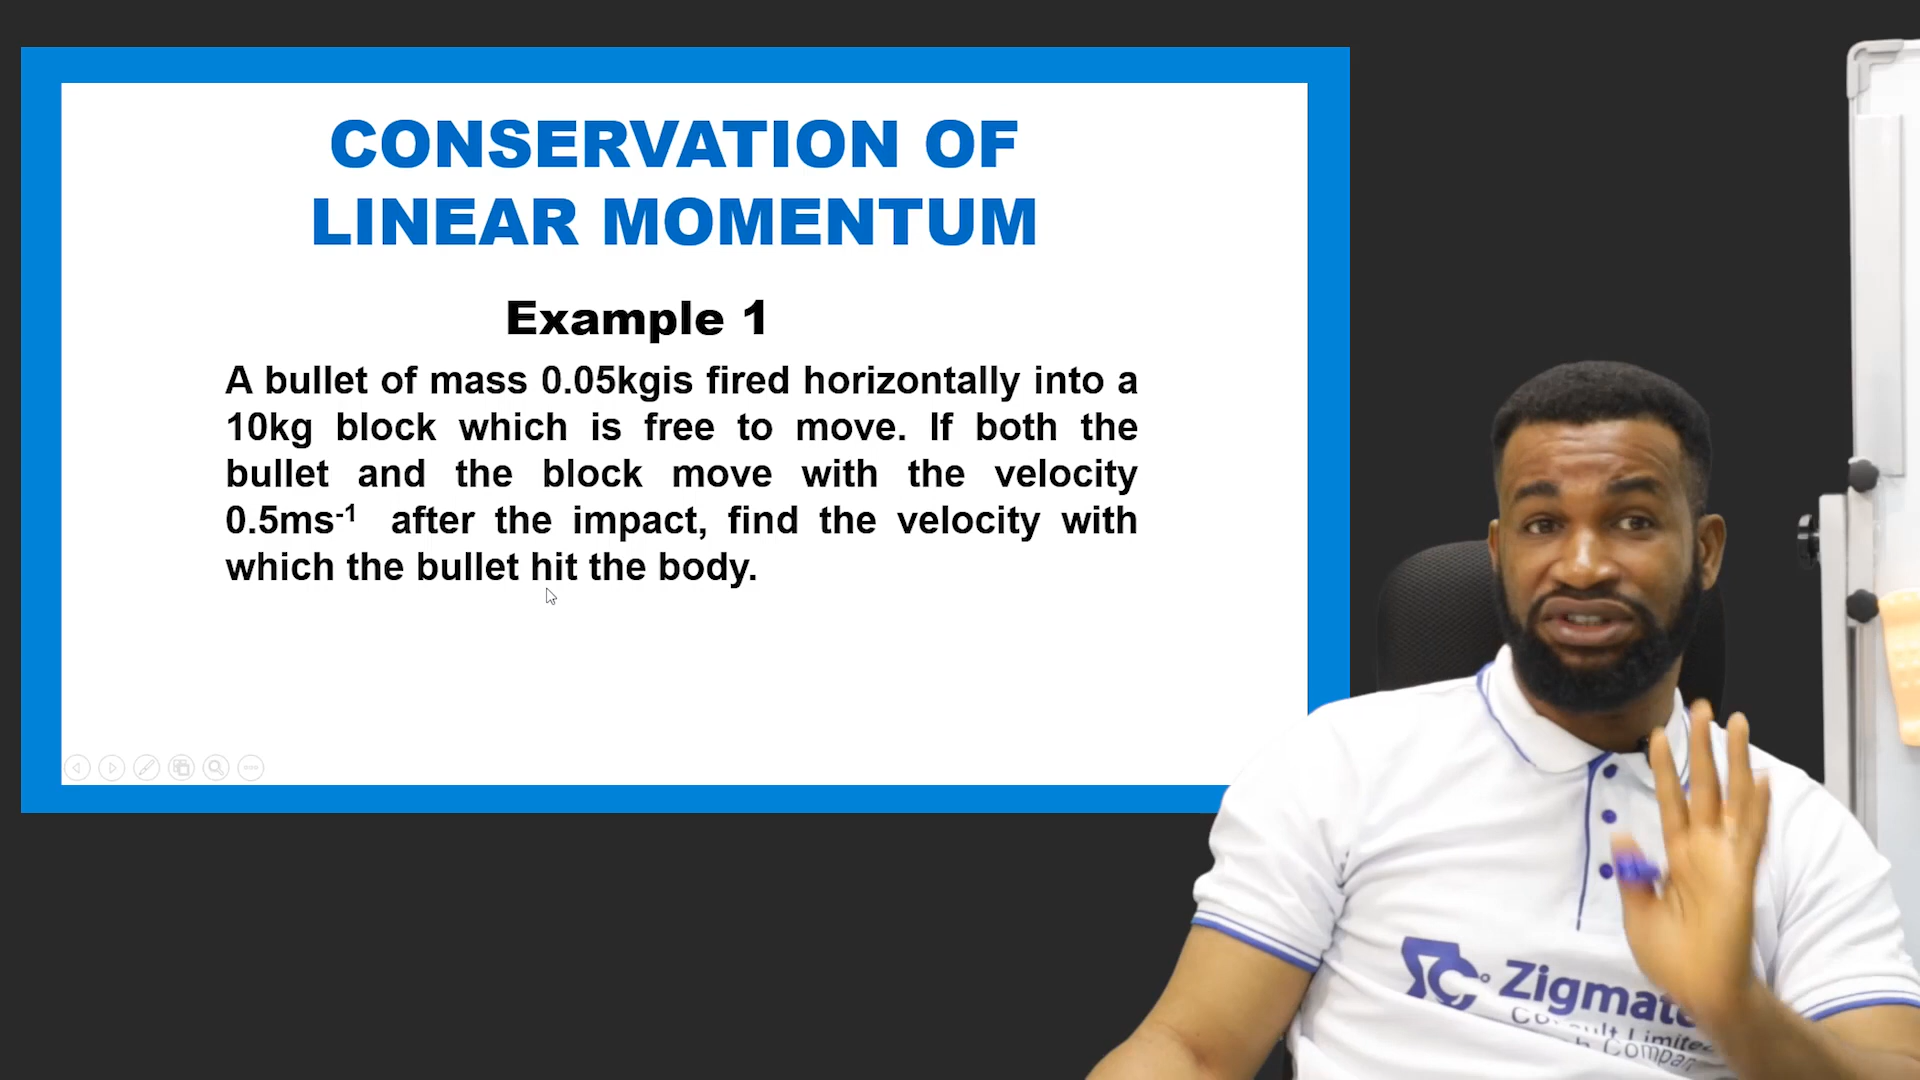 CONSERVATION OF
LINEAR MOMENTUM
Example 1
A bullet of mass 0.05kgis fired horizontally into a
10kg block which is free to move. If both the
bullet and the block move with the velocity
0.5ms-1 after the impact, find the velocity with
which the bullet hit the body.